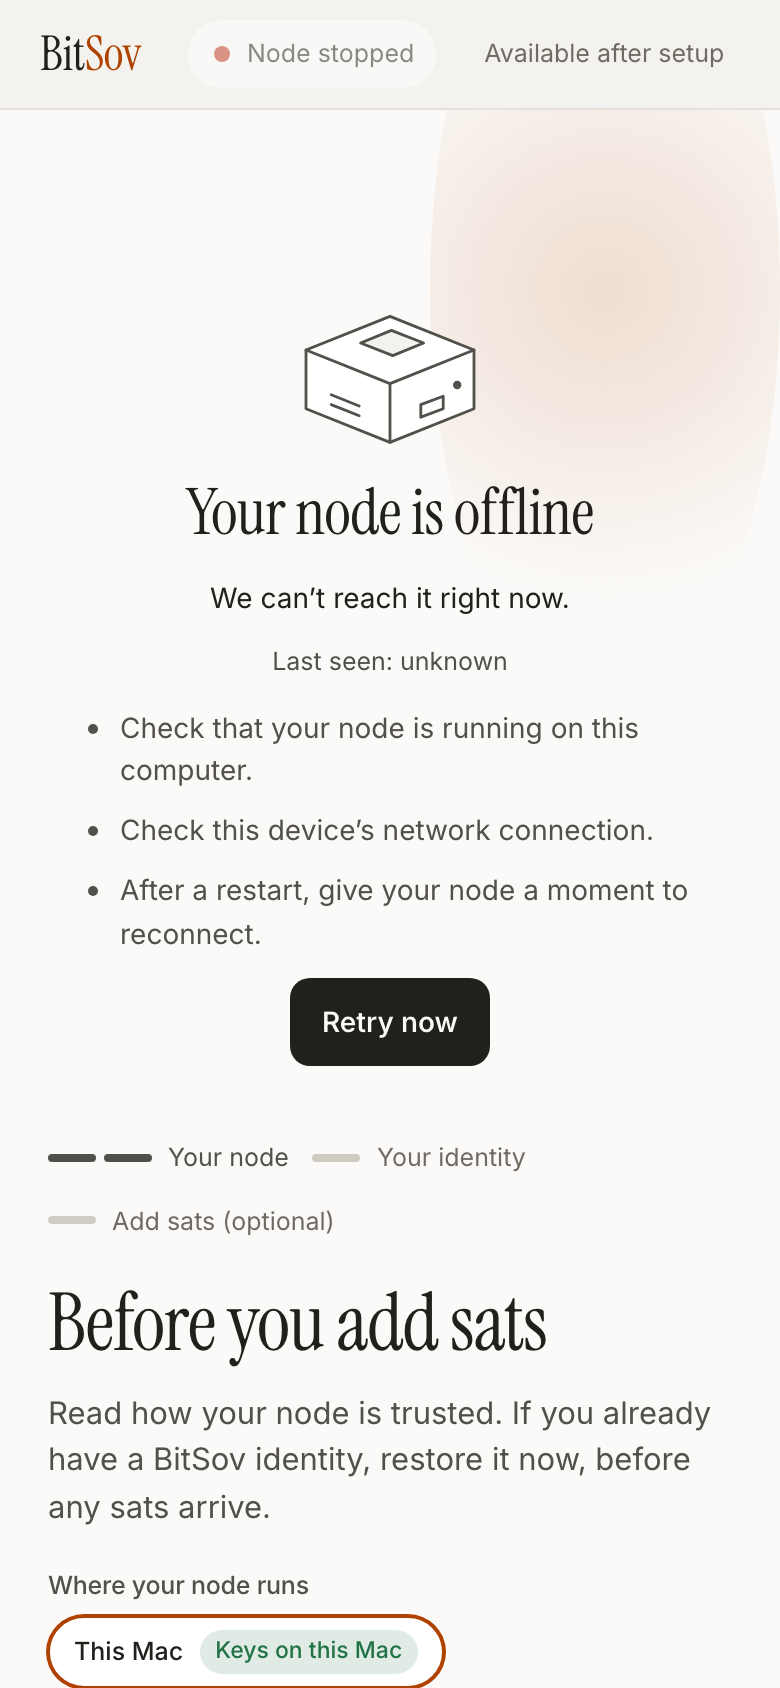 BitSov
Node stopped
Available after setup
Your node is offline
We can’t reach it right now.
Last seen: unknown
• Check that your node is running on this
computer.
• Check this device’s network connection.
• After a restart, give your node a moment to
reconnect.
Retry now
Your node
Your identity
Add sats (optional)
Before you add sats
Read how your node is trusted. If you already
have a BitSov identity, restore it now, before
any sats arrive.
Where your node runs
This Mac
Keys on this Mac